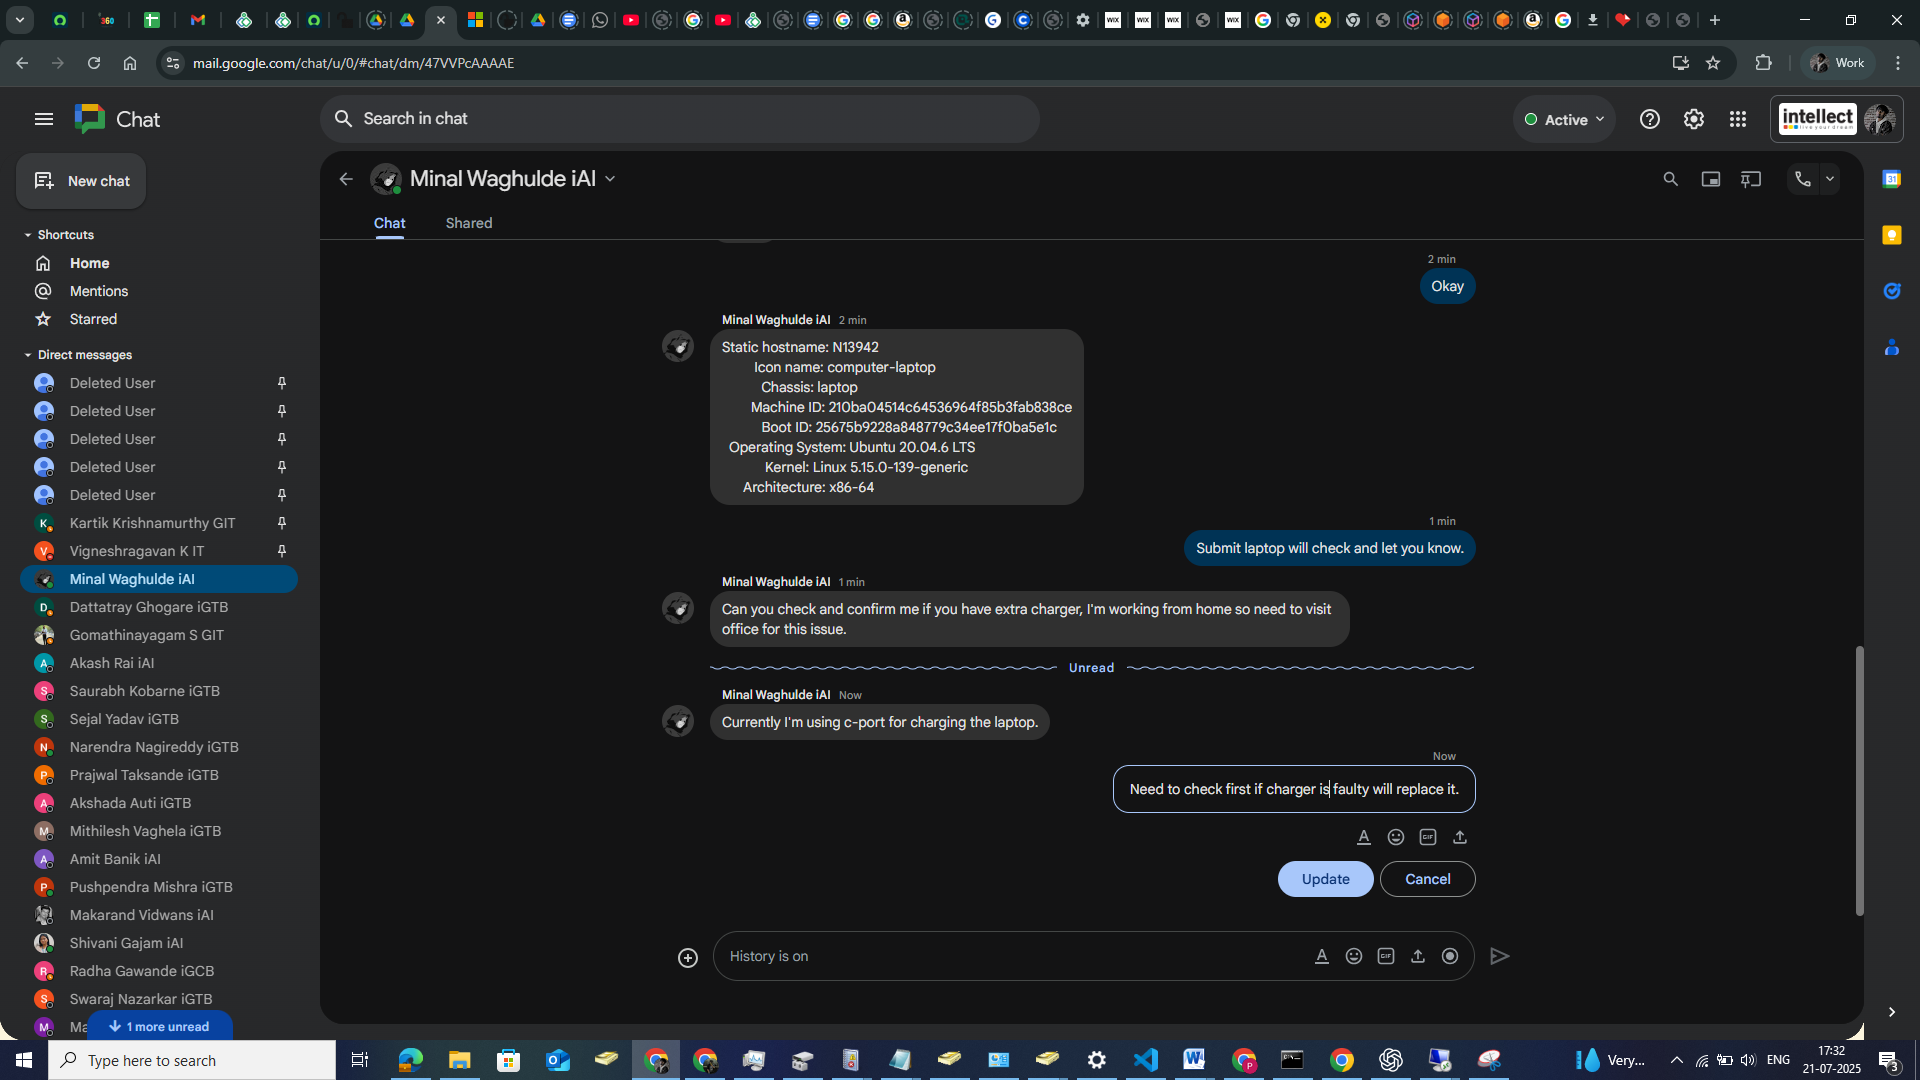 mail.google.com/chat/u/0/#chat/dm/47VVPcAAAAE
Work
Chat
Search in chat
Active
intellect
New chat
Minal Waghulde iAI
Chat
Shared
Shortcuts
Home
Mentions
Starred
Direct messages
Deleted User
Deleted User
Deleted User
Deleted User
Deleted User
Kartik Krishnamurthy GIT
Vigneshragavan K IT
Minal Waghulde iAI
Dattatray Ghogare iGTB
Gomathinayagam S GIT
Akash Rai iAI
Saurabh Kobarne iGTB
Sejal Yadav iGTB
Narendra Nagireddy iGTB
Prajwal Taksande iGTB
Akshada Auti iGTB
Mithilesh Vaghela iGTB
Amit Banik iAI
Pushpendra Mishra iGTB
Makarand Vidwans iAI
Shivani Gajam iAI
Radha Gawande iGCB
Swaraj Nazarkar iGTB
Ma
1 more unread
2 min
Okay
Minal Waghulde iAI 2 min
Static hostname: N13942
Icon name: computer-laptop
Chassis: laptop
Machine ID: 210ba04514c64536964f85b3fab838ce
Boot ID: 25675b9228a848779c34ee17f0ba5e1c
Operating System: Ubuntu 20.04.6 LTS
Kernel: Linux 5.15.0-139-generic
Architecture: x86-64
1 min
Submit laptop will check and let you know.
Minal Waghulde iAI 1 min
Can you check and confirm me if you have extra charger, I'm working from home so need to visit
office for this issue.
Unread
Minal Waghulde iAI Now
Currently I'm using c-port for charging the laptop.
Now
Need to check first if charger is faulty will replace it.
Update
Cancel
History is on
Type here to search
Very...
ENG
17:32
21-07-2025
3